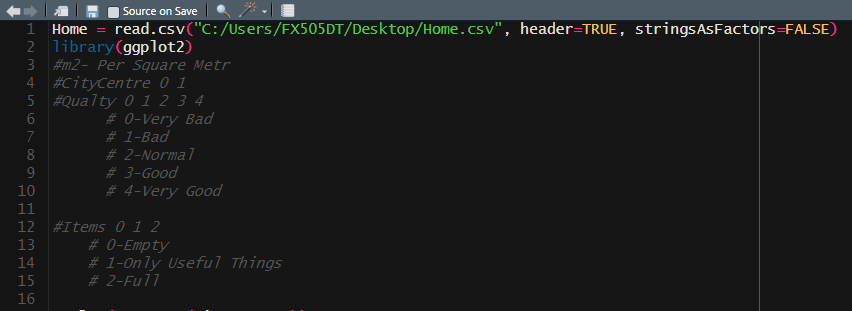 Source on Save
1 Home = read.csv("C:/Users/FX505DT/Desktop/Home.csv", header=TRUE, stringsAsFactors=FALSE)
2 library(ggplot2)
3 #m2- Per Square Metr
4 #CityCentre 0 1
5 #Qualty 0 1 2 3 4
6 # 0-Very Bad
7 # 1-Bad
8 # 2-Normal
9 # 3-Good
10 # 4-Very Good
11
12 #Items 0 1 2
13 # 0-Empty
14 # 1-Only Useful Things
15 # 2-Full
16